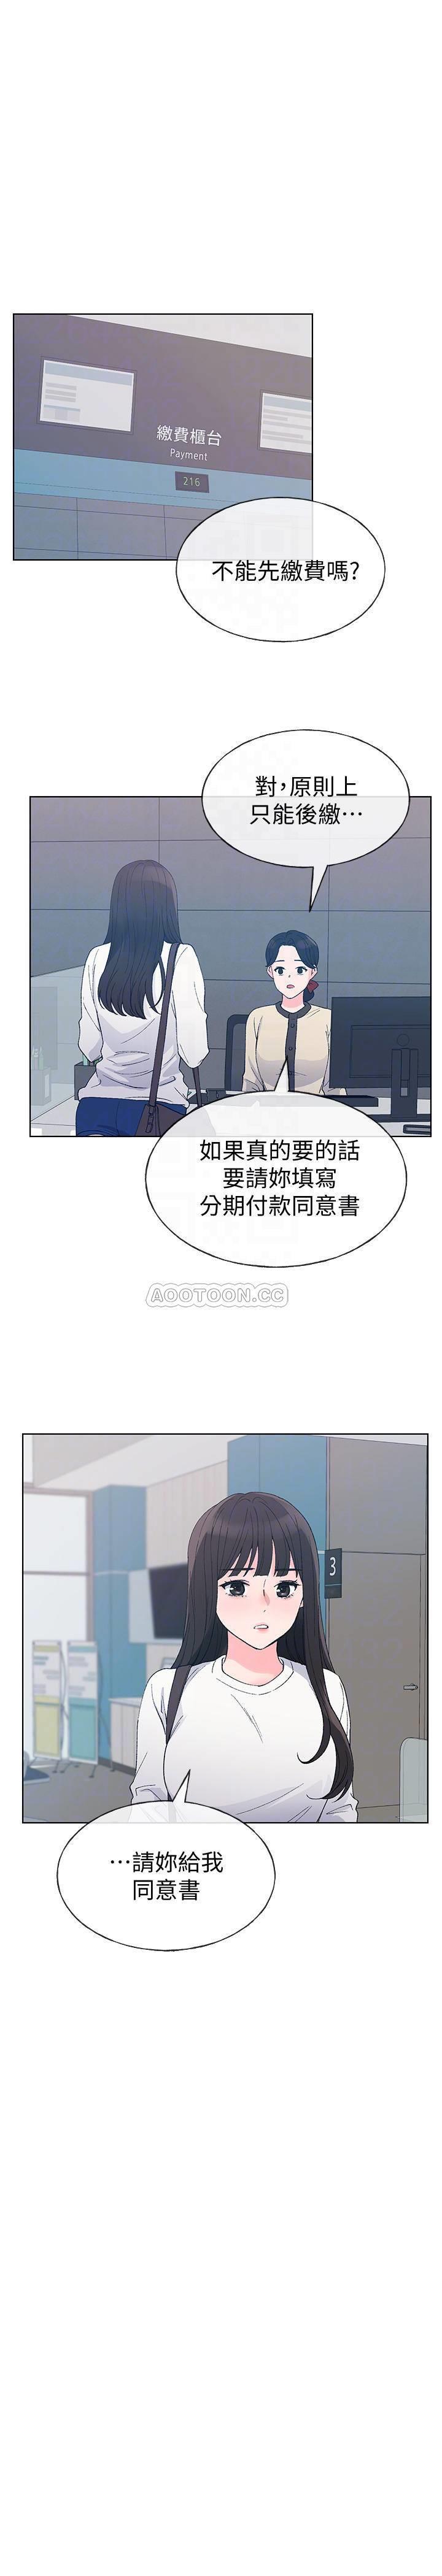 繳費櫃台
Payment
216
不能先繳費嗎?
對,原則上
只能後繳…
如果真的要的話
要請妳填寫
分期付款同意書
AOOTOON.CC
3
…請妳給我
同意書